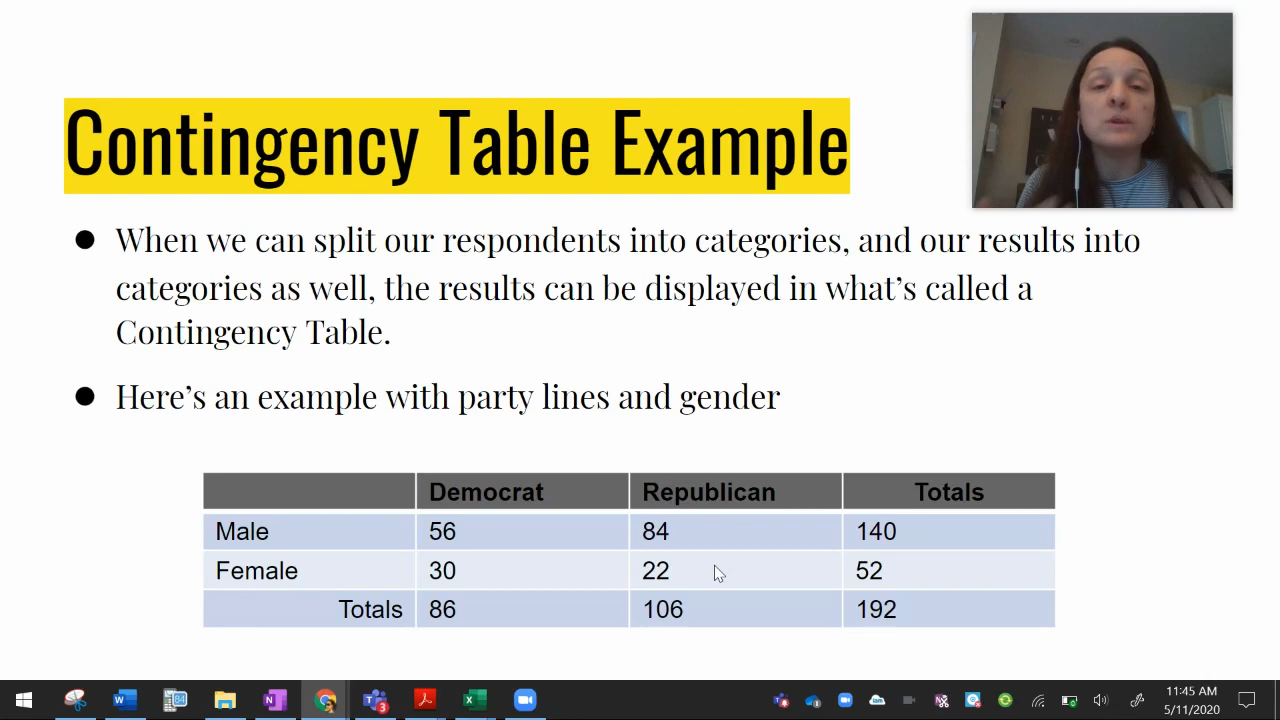 Contingency Table Example
When we can split our respondents into categories, and our results into
categories as well, the results can be displayed in what's called a
Contingency Table.
Here's an example with party lines and gender
Democrat Republican Totals
Male 56 84 140
Female 30 22 52
Totals 86 106 192
11:45 AM
5/11/2020